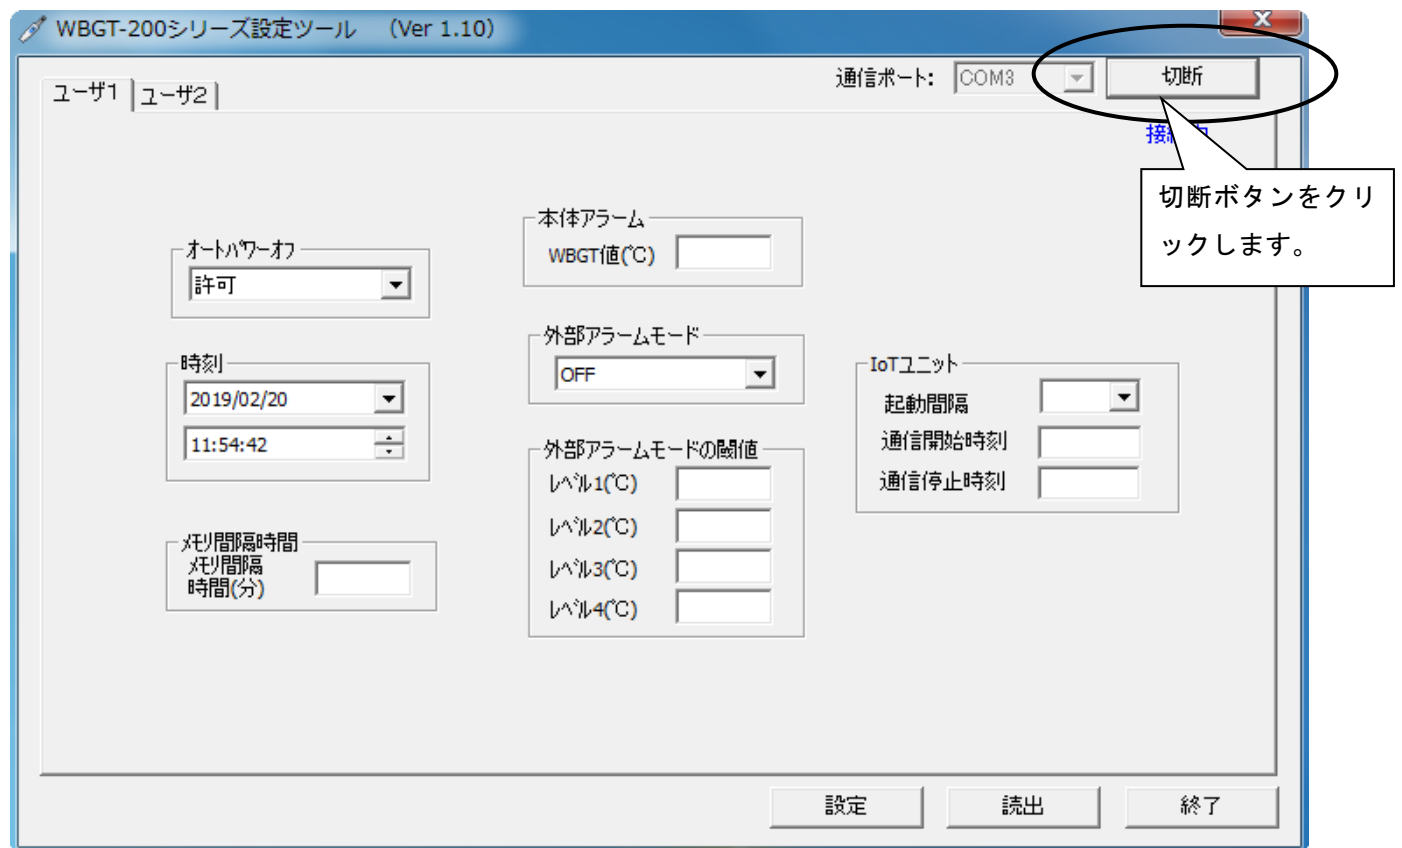 WBGT-200シリーズ設定ツール　（Ver 1.10）
X
通信ポート: COM3 切断
ユーザ1 ユーザ2
切断ボタンをクリ
ックします。
オートパワーオフ
許可
時刻
2019/02/20
11:54:42
メモリ間隔時間
メモリ間隔
時間(分)
本体アラーム
WBGT値(℃)
外部アラームモード
OFF
外部アラームモードの閾値
レベル1(℃)
レベル2(℃)
レベル3(℃)
レベル4(℃)
IoTユニット
起動間隔
通信開始時刻
通信停止時刻
設定 読出 終了